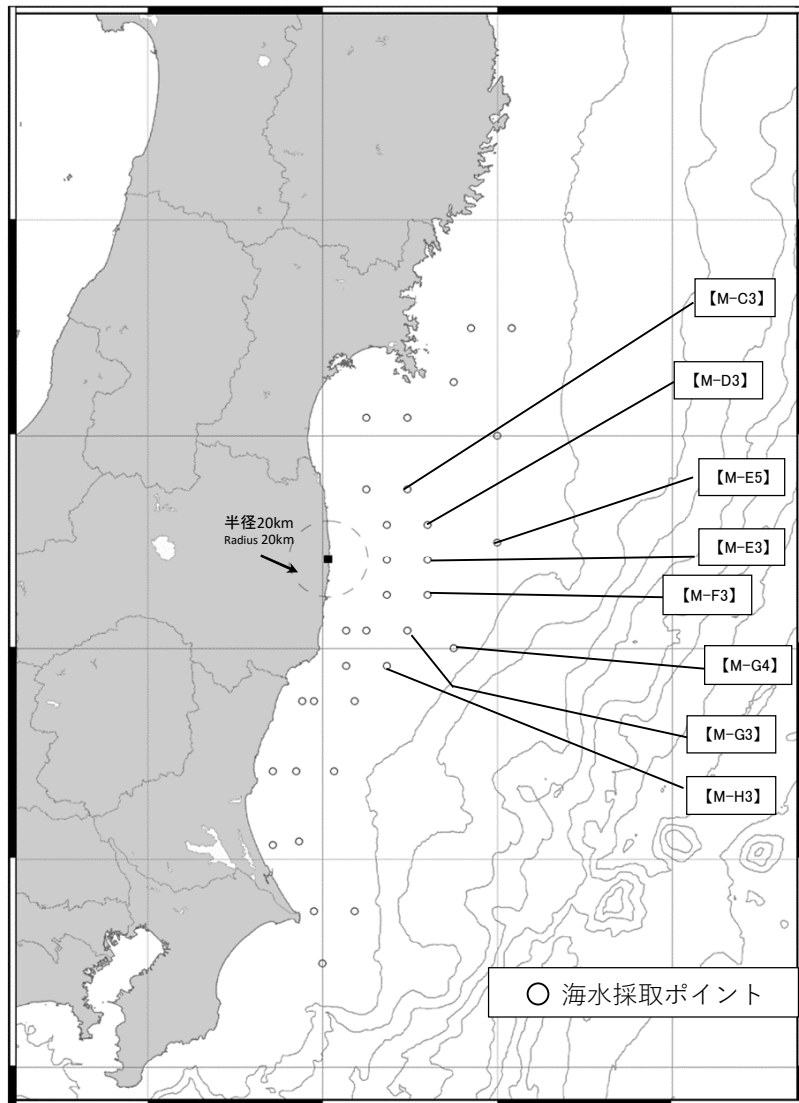 【M-C3】
【M-D3】
【M-E5】
半径20km
Radius 20km
【M-E3】
【M-F3】
【M-G4】
【M-G3】
【M-H3】
海水採取ポイント